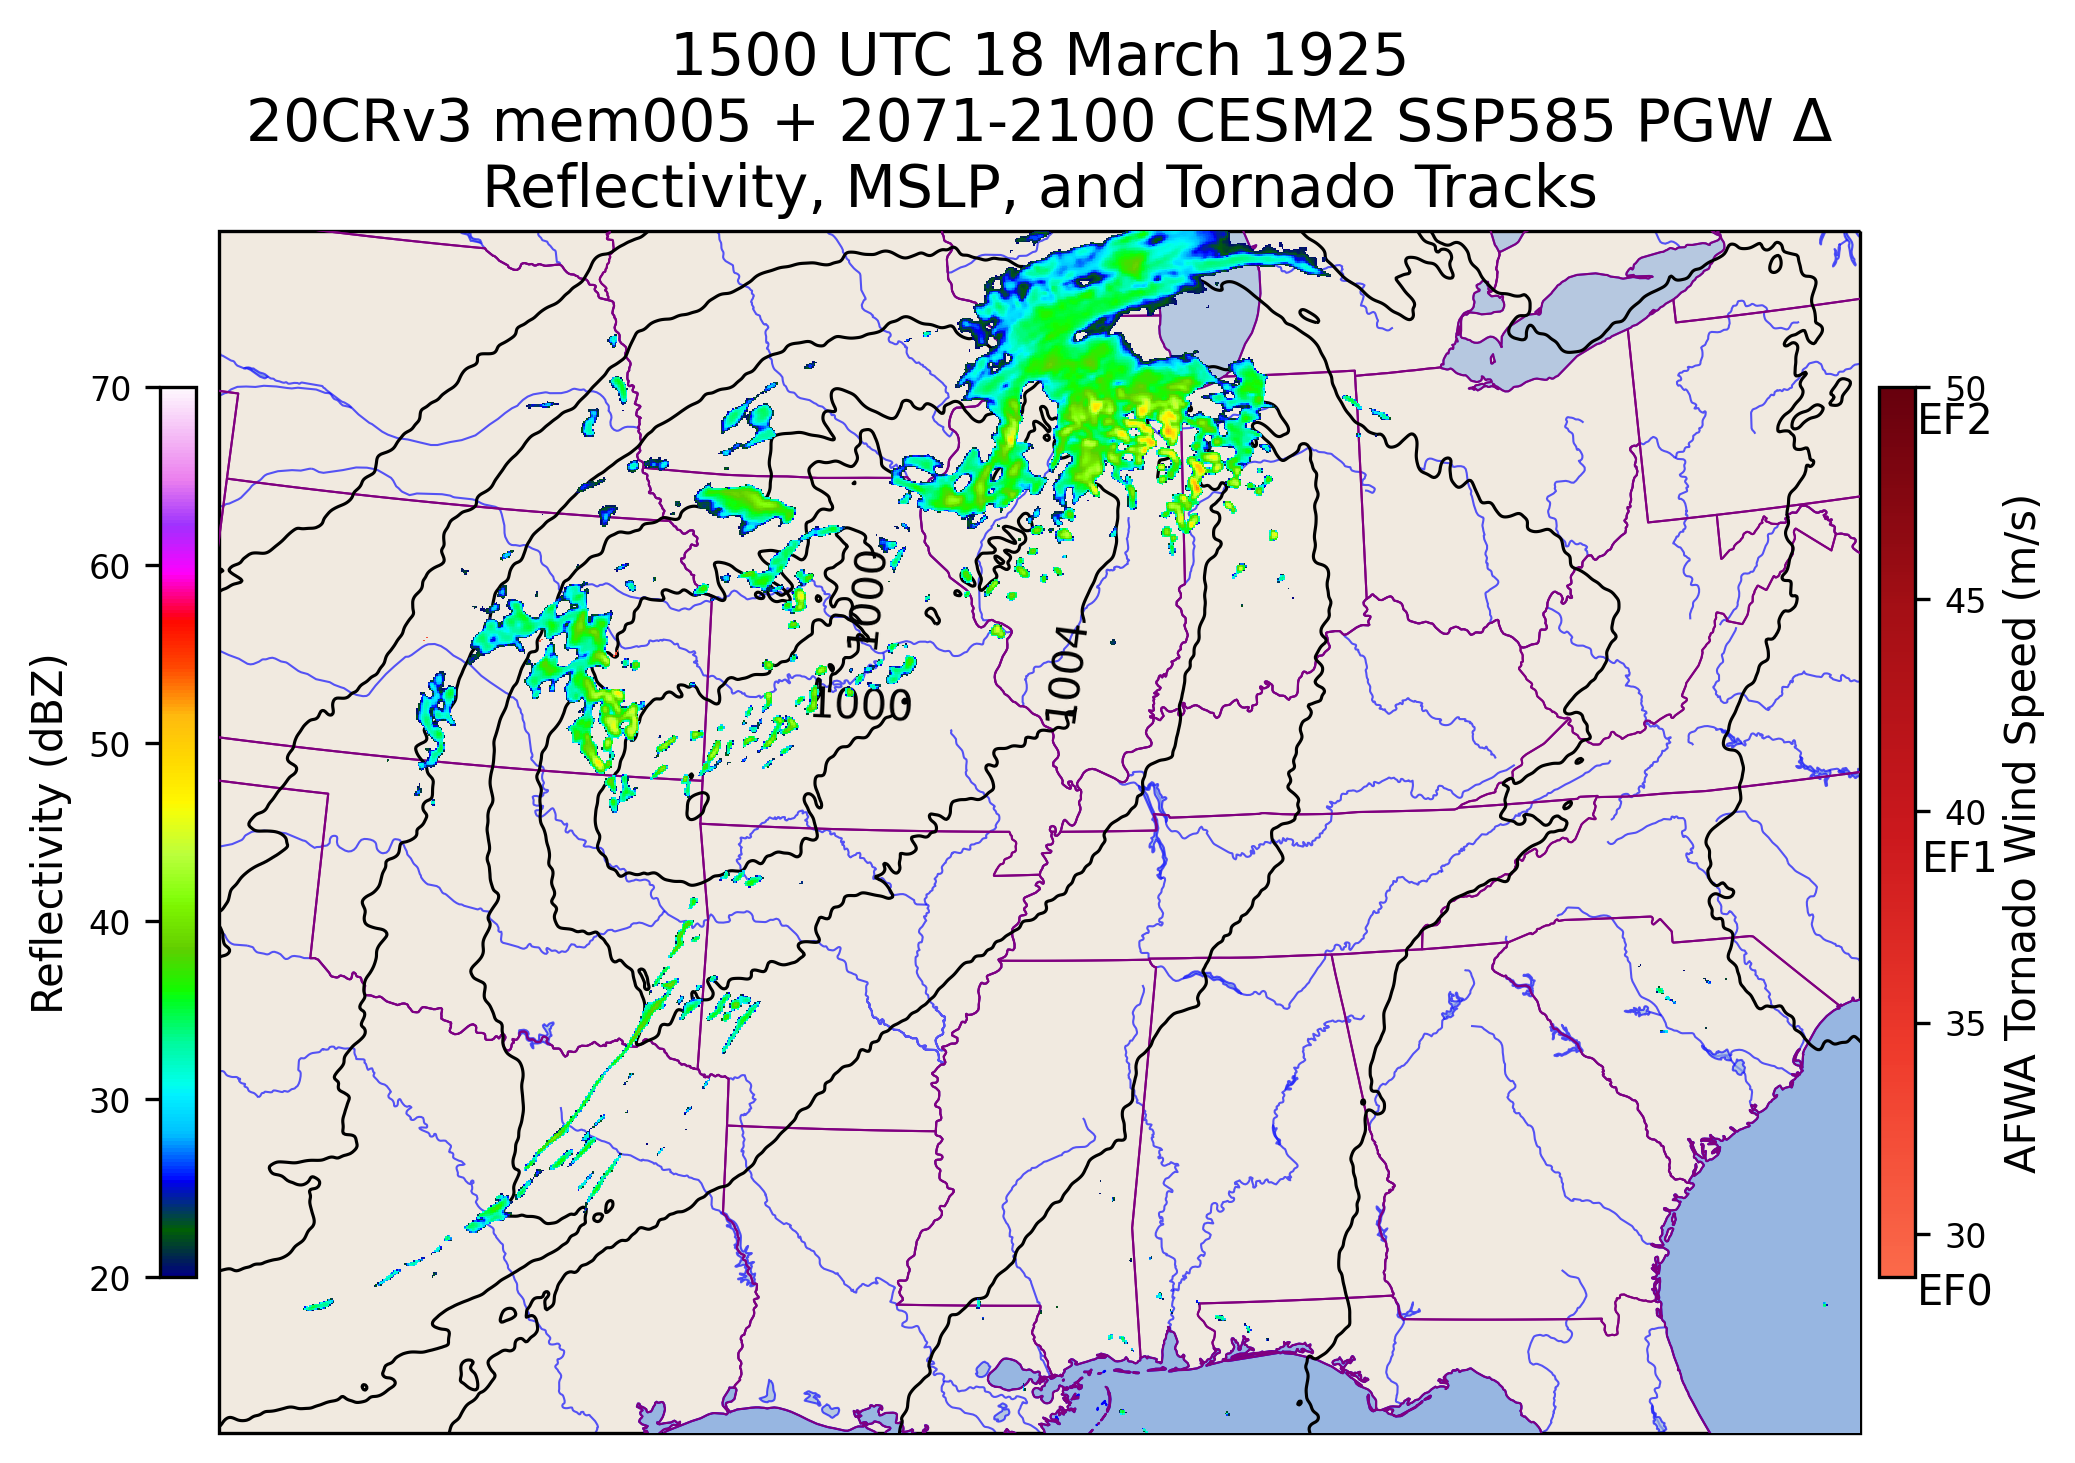 1500 UTC 18 March 1925
20CRv3 mem005 + 2071-2100 CESM2 SSP585 PGW Δ
Reflectivity, MSLP, and Tornado Tracks
70
60
50
40
30
20
Reflectivity (dBZ)
1000
1000
1004
50
EF2
45
40
EF1
35
30
EF0
AFWA Tornado Wind Speed (m/s)